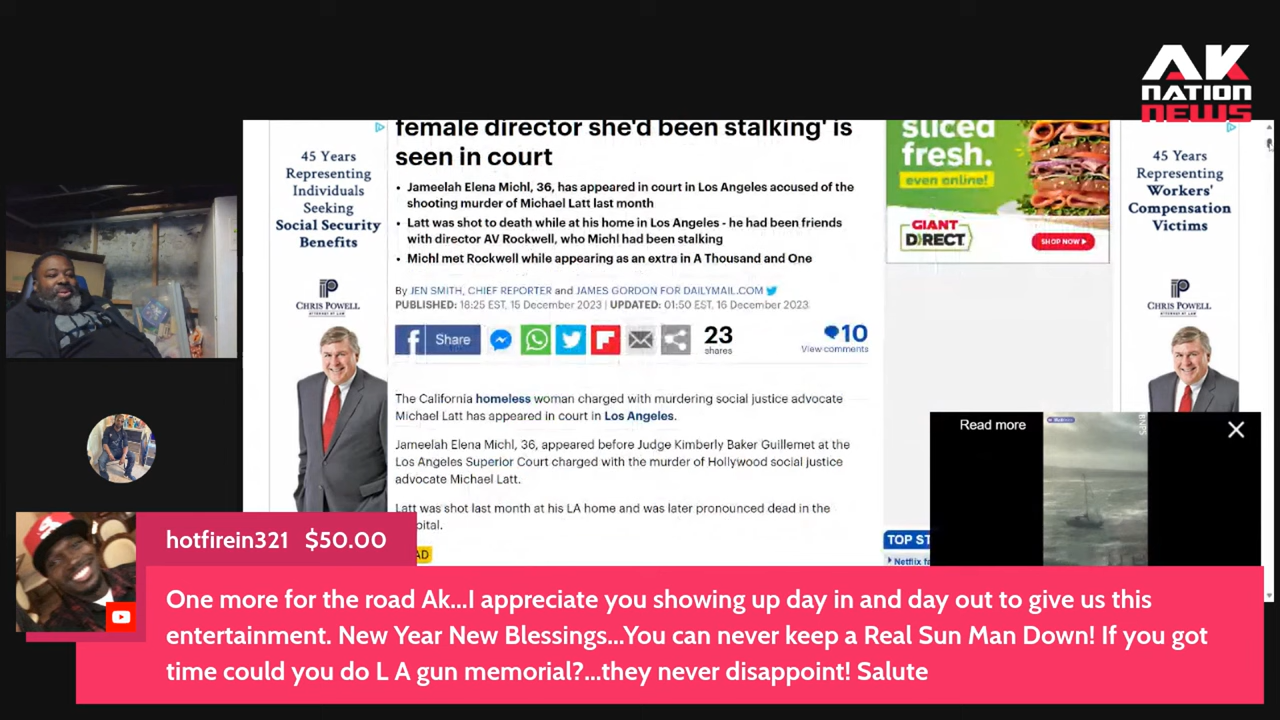 AK
NATION
NEWS
female director she'd been stalking' is
seen in court
• Jameelah Elena Michl, 36, has appeared in court in Los Angeles accused of the
shooting murder of Michael Latt last month
• Latt was shot to death while at his home in Los Angeles - he had been friends
with director AV Rockwell, who Michl had been stalking
• Michl met Rockwell while appearing as an extra in A Thousand and One
By JEN SMITH, CHIEF REPORTER and JAMES GORDON FOR DAILYMAIL.COM
PUBLISHED: 18:25 EST, 15 December 2023 | UPDATED: 01:50 EST, 16 December 2023
f Share
23
shares
10
View comments
The California homeless woman charged with murdering social justice advocate
Michael Latt has appeared in court in Los Angeles.
Jameelah Elena Michl, 36, appeared before Judge Kimberly Baker Guillemet at the
Los Angeles Superior Court charged with the murder of Hollywood social justice
advocate Michael Latt.
Latt was shot last month at his LA home and was later pronounced dead in the
pital.
AD
45 Years
Representing
Individuals
Seeking
Social Security
Benefits
CHRIS POWELL
sliced
fresh.
even online!
GIANT
DIRECT
SHOP NOW
45 Years
Representing
Workers'
Compensation
Victims
CHRIS POWELL
Read more
BNPS
TOP ST
Netflix fa
hotfirein321 $50.00
One more for the road Ak...I appreciate you showing up day in and day out to give us this
entertainment. New Year New Blessings...You can never keep a Real Sun Man Down! If you got
time could you do L A gun memorial?...they never disappoint! Salute